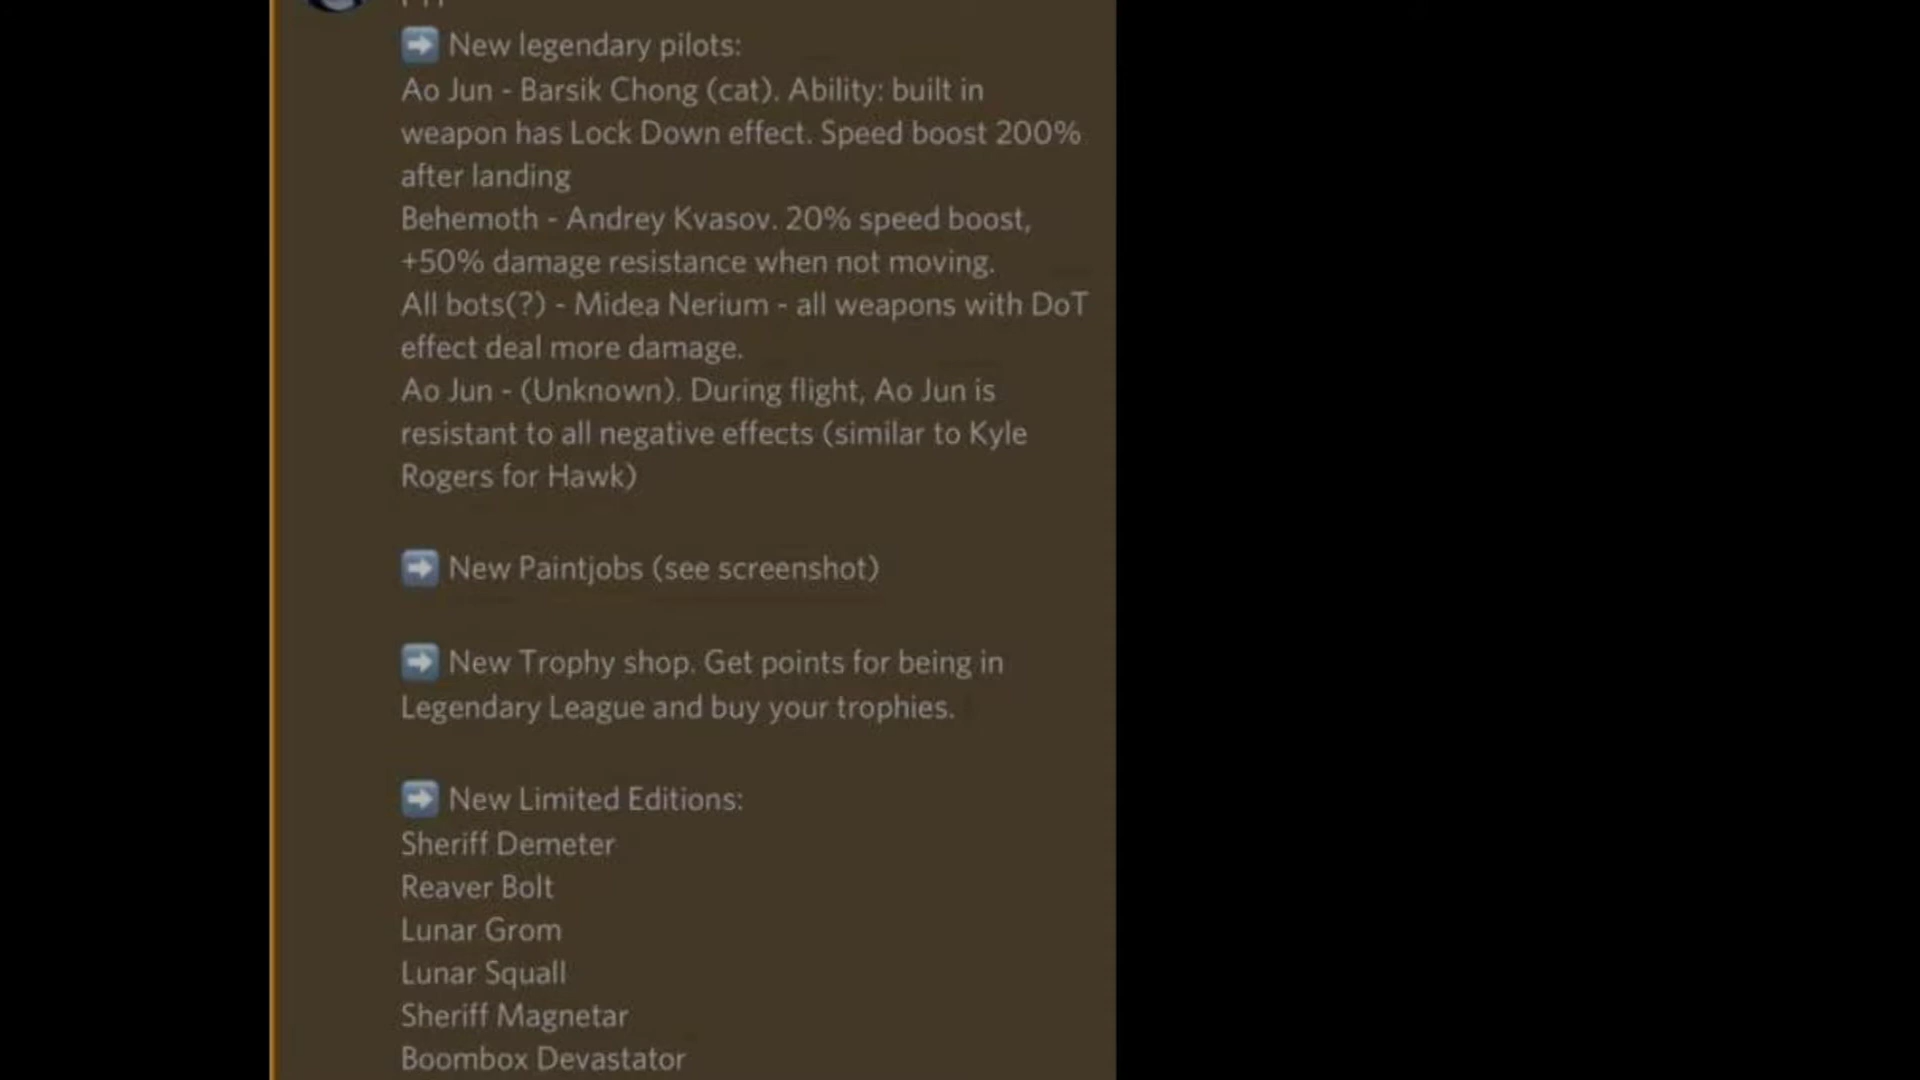 New legendary pilots:
Ao Jun - Barsik Chong (cat). Ability: built in
weapon has Lock Down effect. Speed boost 200%
after landing
Behemoth - Andrey Kvasov. 20% speed boost,
+50% damage resistance when not moving.
All bots(?) - Midea Nerium - all weapons with DoT
effect deal more damage.
Ao Jun - (Unknown). During flight, Ao Jun is
resistant to all negative effects (similar to Kyle
Rogers for Hawk)
New Paintjobs (see screenshot)
New Trophy shop. Get points for being in
Legendary League and buy your trophies.
New Limited Editions:
Sheriff Demeter
Reaver Bolt
Lunar Grom
Lunar Squall
Sheriff Magnetar
Boombox Devastator